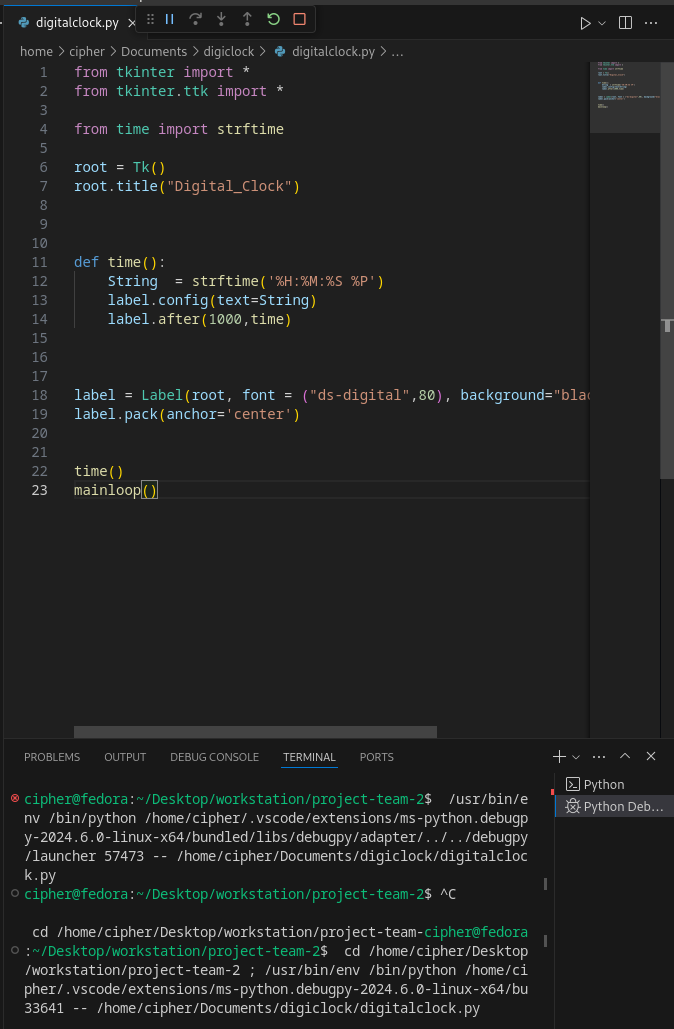 digitalclock.py
home > cipher > Documents > digiclock > digitalclock.py > ...
1 from tkinter import *
2 from tkinter.ttk import *
3
4 from time import strftime
5
6 root = Tk()
7 root.title("Digital_Clock")
8
9
10
11 def time():
12 String  = strftime('%H:%M:%S %P')
13 label.config(text=String)
14 label.after(1000,time)
15
16
17
18 label = Label(root, font = ("ds-digital",80), background="blac
19 label.pack(anchor='center')
20
21
22 time()
23 mainloop()
PROBLEMS OUTPUT DEBUG CONSOLE TERMINAL PORTS
Python
Python Deb...
cipher@fedora:~/Desktop/workstation/project-team-2$  /usr/bin/e
nv /bin/python /home/cipher/.vscode/extensions/ms-python.debugp
y-2024.6.0-linux-x64/bundled/libs/debugpy/adapter/../../debugpy
/launcher 57473 -- /home/cipher/Documents/digiclock/digitalcloc
k.py
cipher@fedora:~/Desktop/workstation/project-team-2$ ^C
cd /home/cipher/Desktop/workstation/project-team-cipher@fedora
:~/Desktop/workstation/project-team-2$  cd /home/cipher/Desktop
/workstation/project-team-2 ; /usr/bin/env /bin/python /home/ci
pher/.vscode/extensions/ms-python.debugpy-2024.6.0-linux-x64/bu
33641 -- /home/cipher/Documents/digiclock/digitalclock.py